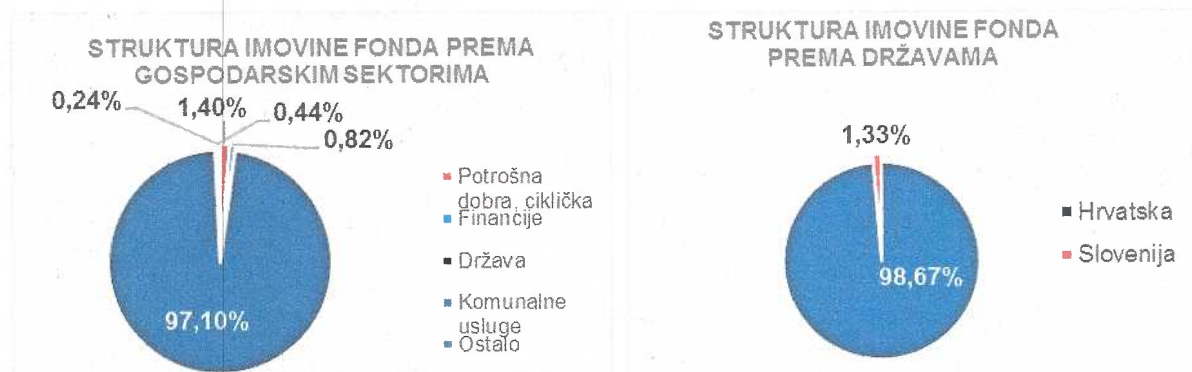 STRUKTURA IMOVINE FONDA PREMA
GOSPODARSKIM SEKTORIMA
0,24%
1,40%
0,44%
0,82%
97,10%
Potrošna
dobra, ciklička
Financije
Država
Komunalne
usluge
Ostalo
STRUKTURA IMOVINE FONDA
PREMA DRŽAVAMA
1,33%
98,67%
Hrvatska
Slovenija